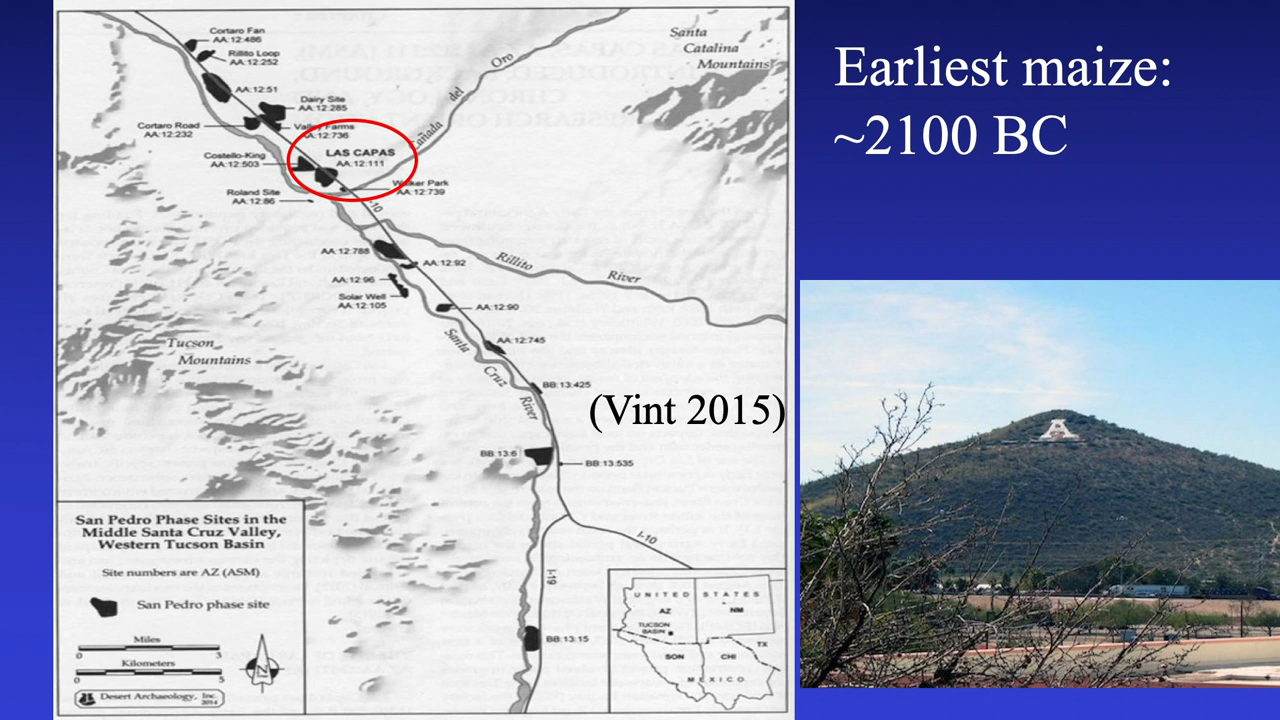 Earliest maize:
~2100 BC
Cortaro Fan
AA:12:486
Rillito Loop
AA:12:252
AA:12:51
Dairy Site
AA:12:285
Cortaro Road
AA:12:232
Valley Farms
AA:12:736
LAS CAPAS
AA:12:111
Costello-King
AA:12:503
Roland Site
AA:12:86
Walker Park
AA:12:739
I-10
Cañada
del
Oro
Santa
Catalina
Mountains
AA:12:788
AA:12:92
AA:12:96
Solar Well
AA:12:105
AA:12:90
Rillito
River
AA:12:745
Tucson
Mountains
Santa
Cruz
River
BB:13:425
(Vint 2015)
BB:13:6
BB:13:535
I-10
I-19
BB:13:15
San Pedro Phase Sites in the
Middle Santa Cruz Valley,
Western Tucson Basin
Site numbers are AZ (ASM)
San Pedro phase site
Miles
0 3
Kilometers
0 5
N
Desert Archaeology, Inc.
2014
UNITED STATES
AZ
NM
TUCSON
BASIN
TX
SON
CHI
MEXICO
A